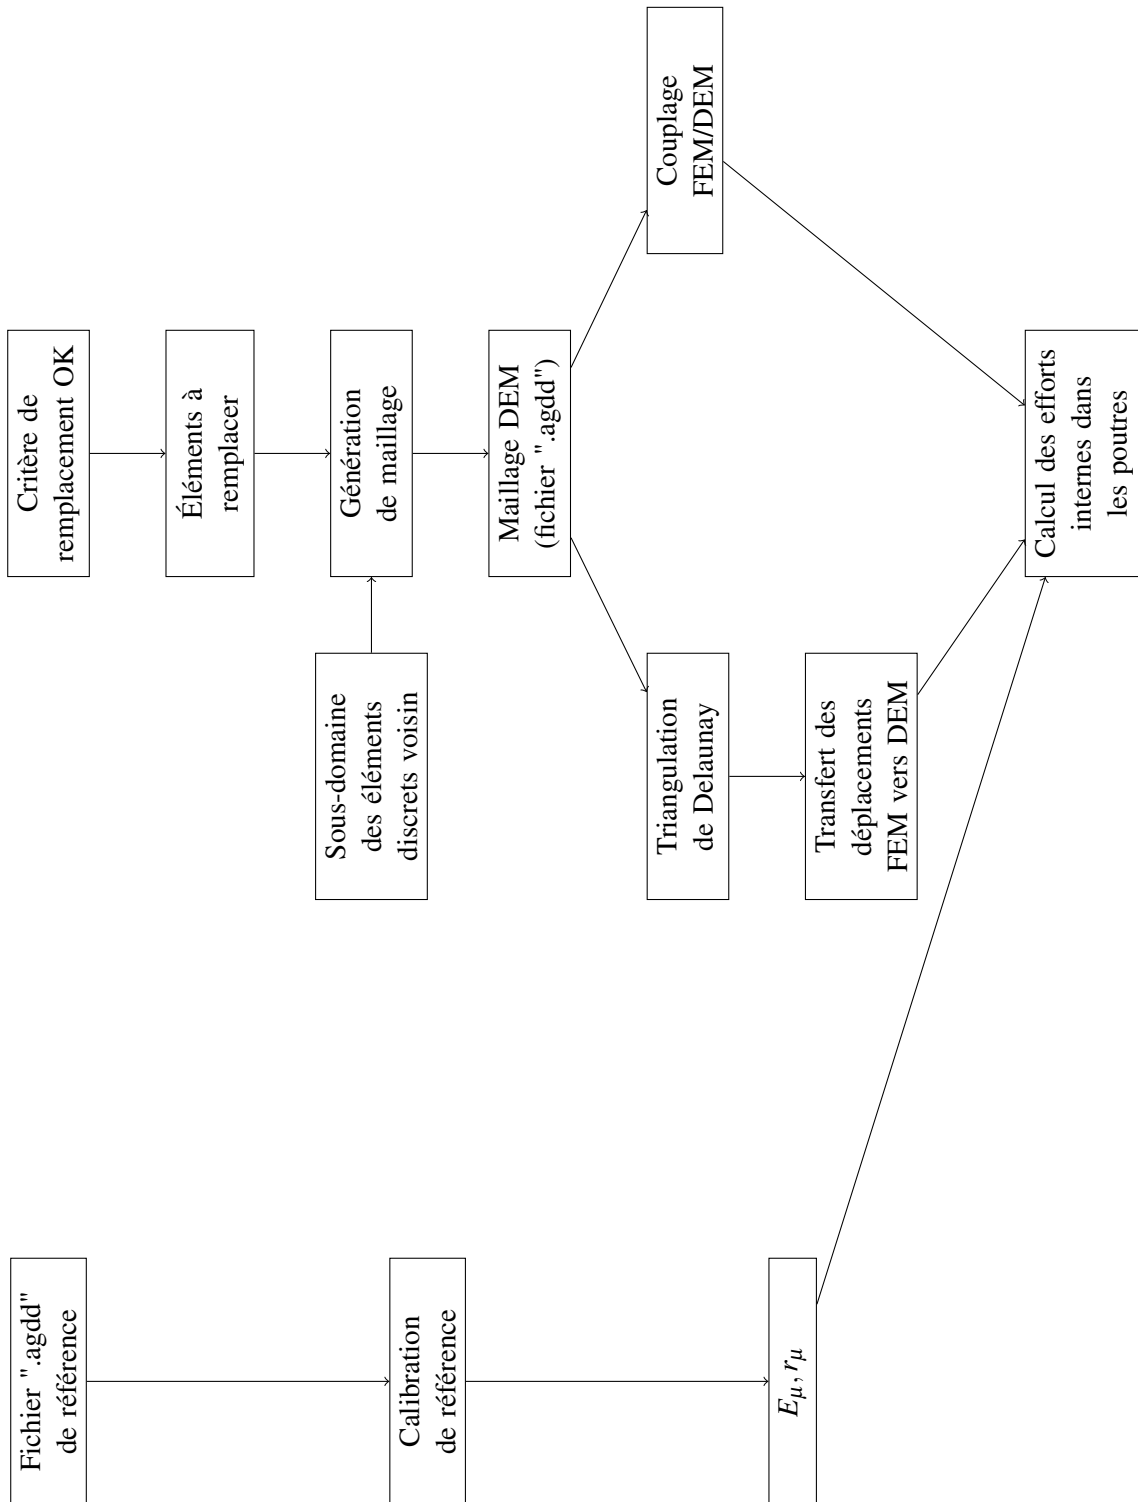 Fichier ".agdd"
de référence
Calibration
de référence
E_μ, r_μ
Critère de
remplacement OK
Éléments à
remplacer
Sous-domaine
des éléments
discrets voisin
Génération
de maillage
Maillage DEM
(fichier ".agdd")
Triangulation
de Delaunay
Transfert des
déplacements
FEM vers DEM
Couplage
FEM/DEM
Calcul des efforts
internes dans
les poutres